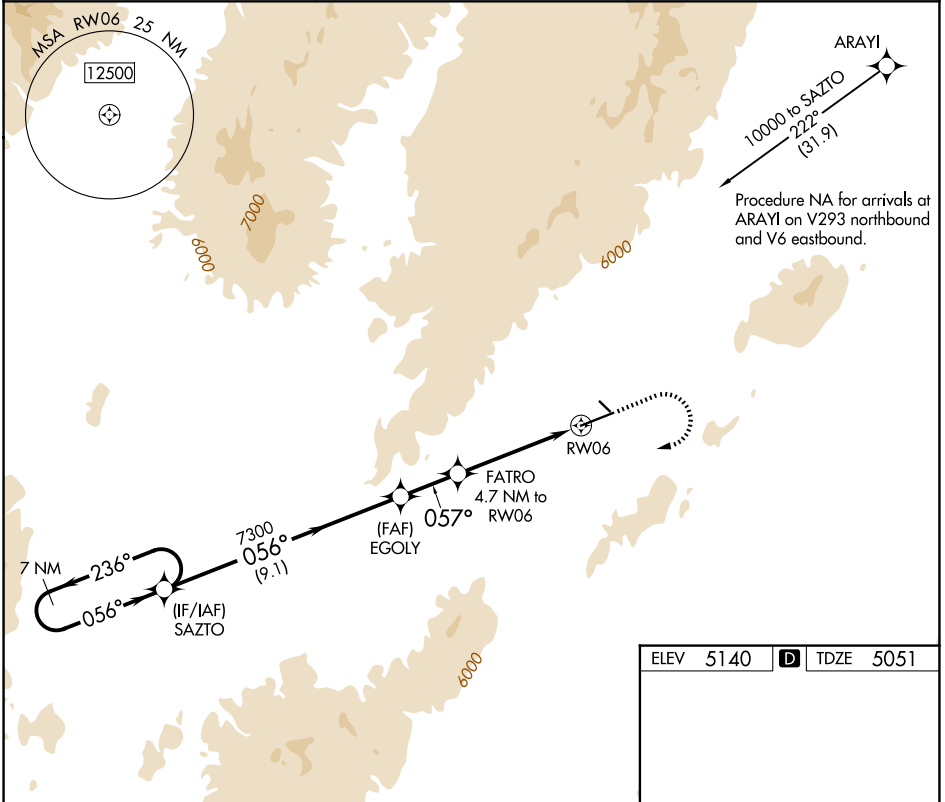 MSA RW06 25 NM
12500
ARAYI
10000 to SAZTO
222°
(31.9)
Procedure NA for arrivals at
ARAYI on V293 northbound
and V6 eastbound.
7000
6000
6000
RW06
FATRO
4.7 NM to
RW06
057°
(FAF)
EGOLY
7300
056°
(9.1)
7 NM
236°
056°
(IF/IAF)
SAZTO
6000
ELEV 5140 D TDZE 5051